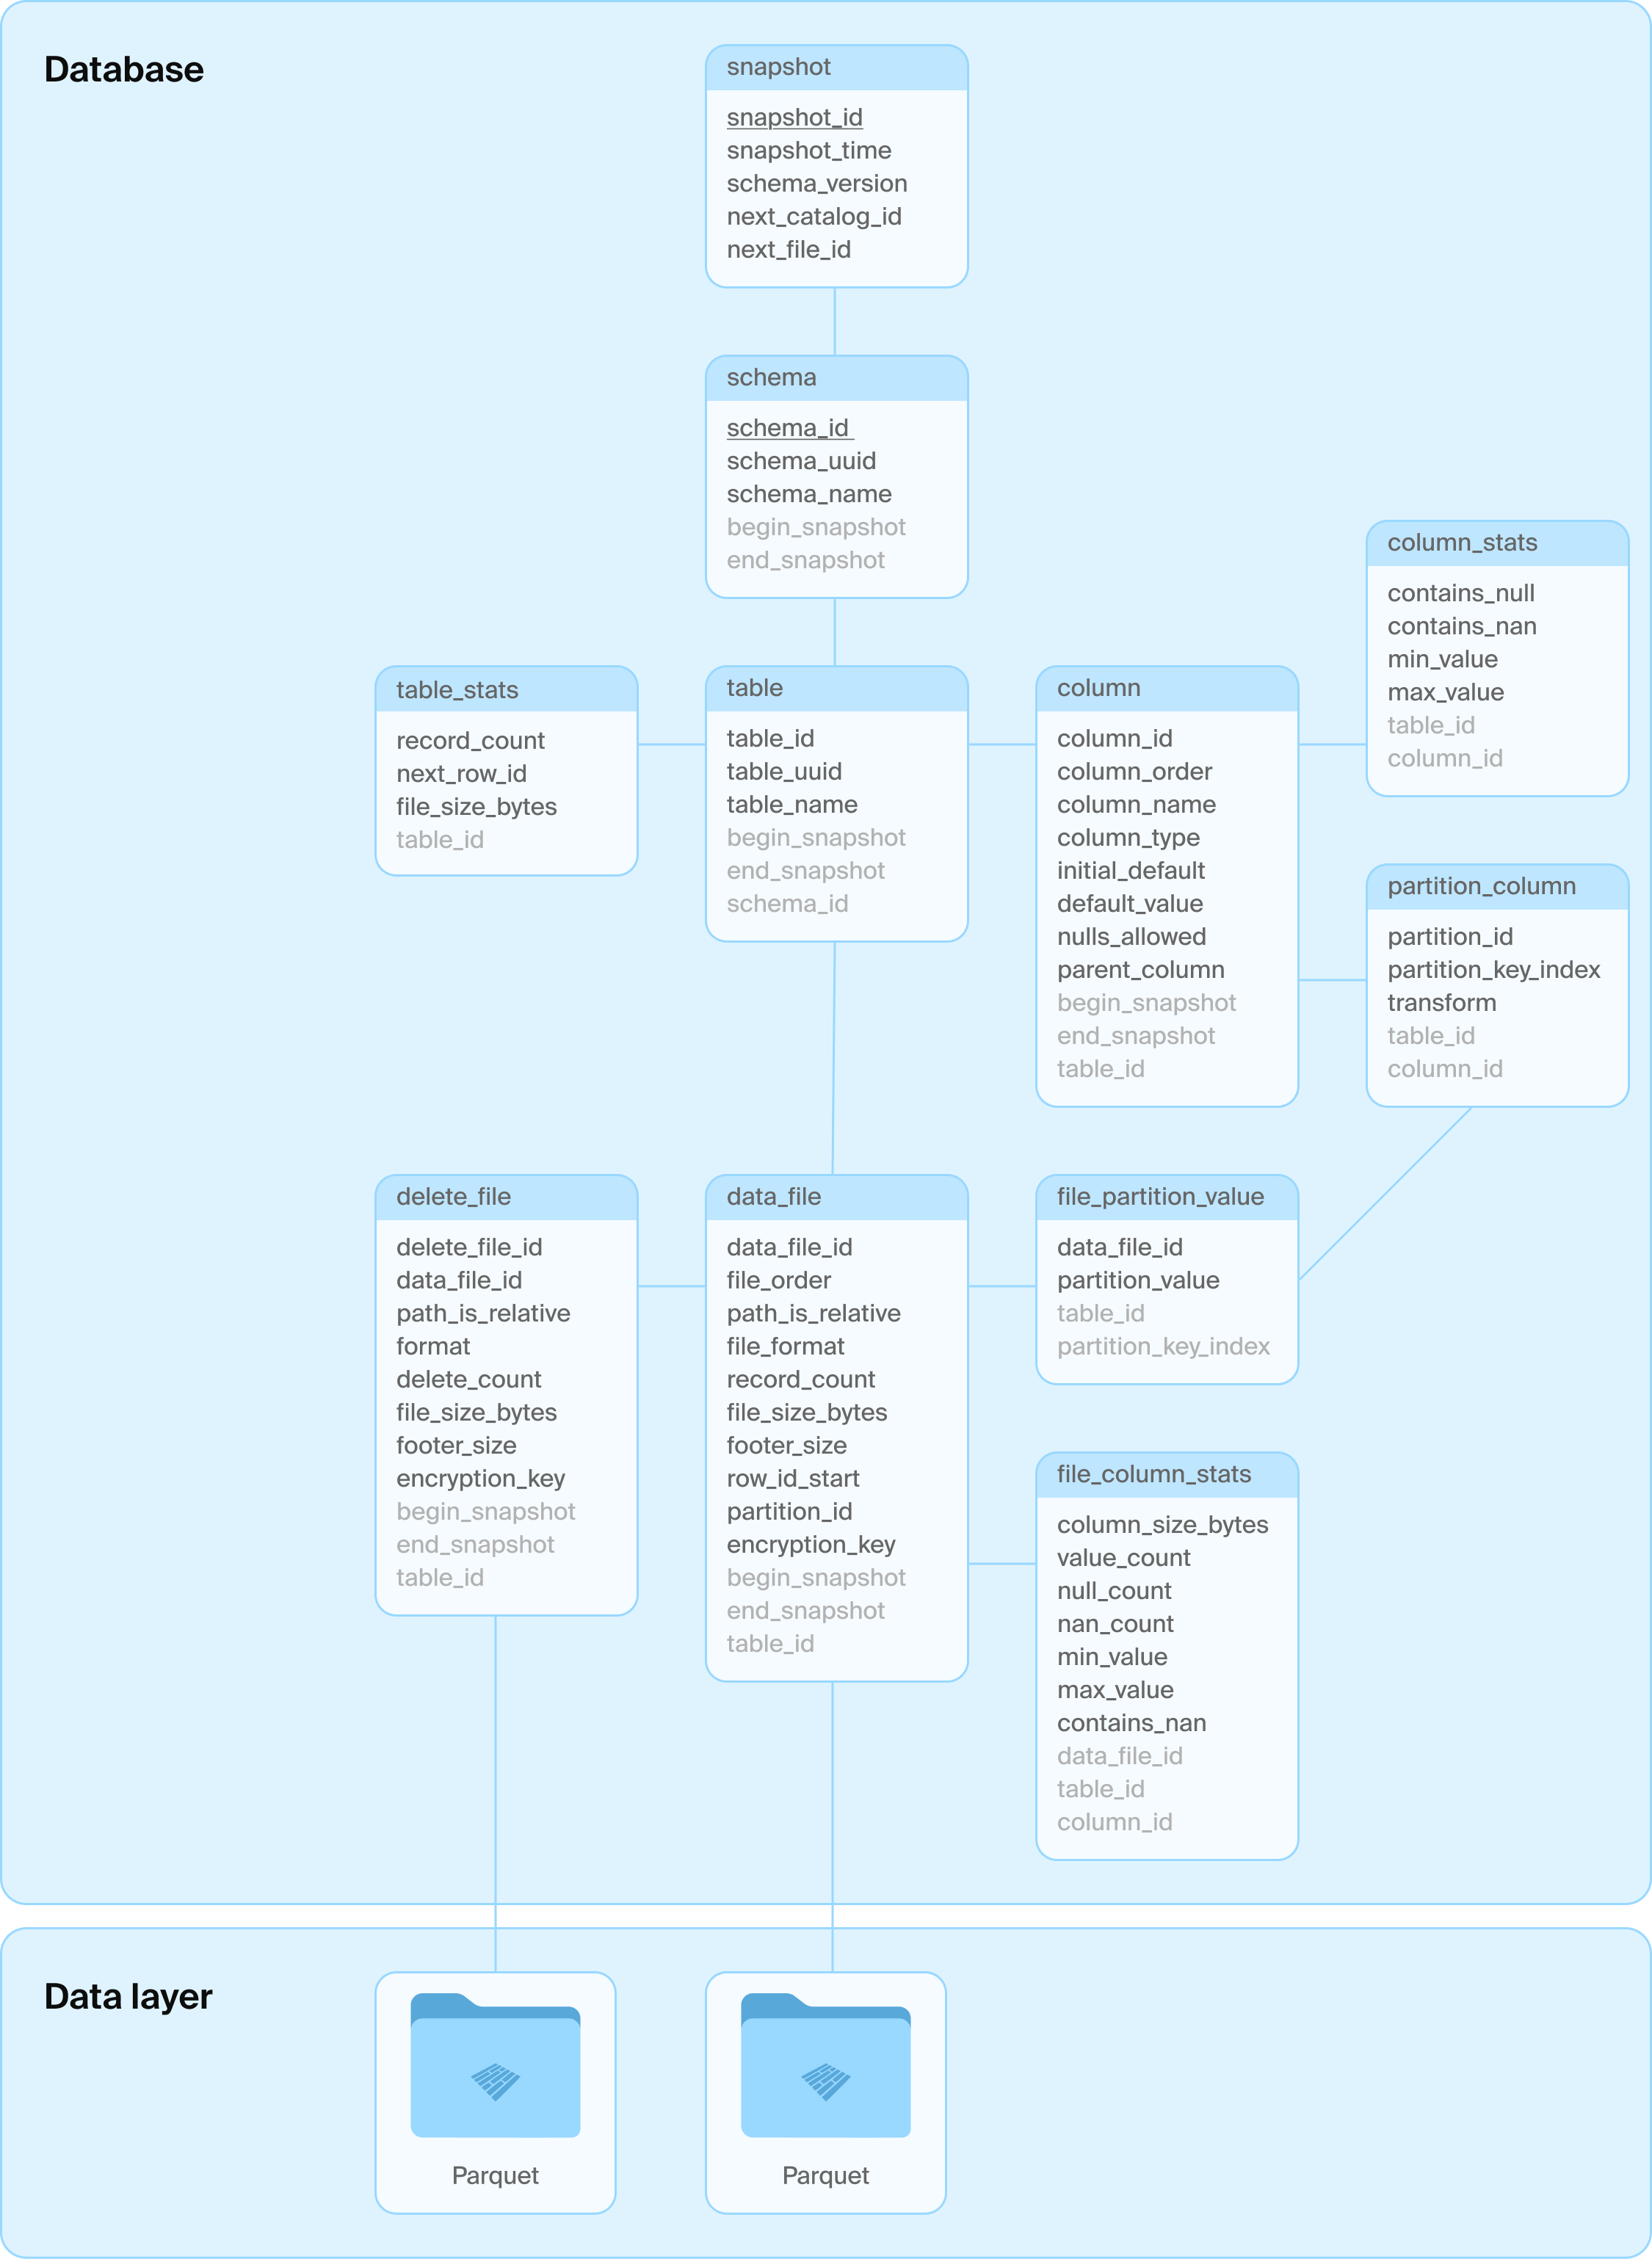 Database
snapshot
snapshot_id
snapshot_time
schema_version
next_catalog_id
next_file_id
schema
schema_id
schema_uuid
schema_name
begin_snapshot
end_snapshot
column_stats
contains_null
contains_nan
min_value
max_value
table_id
column_id
table_stats
record_count
next_row_id
file_size_bytes
table_id
table
table_id
table_uuid
table_name
begin_snapshot
end_snapshot
schema_id
column
column_id
column_order
column_name
column_type
initial_default
default_value
nulls_allowed
parent_column
begin_snapshot
end_snapshot
table_id
partition_column
partition_id
partition_key_index
transform
table_id
column_id
delete_file
delete_file_id
data_file_id
path_is_relative
format
delete_count
file_size_bytes
footer_size
encryption_key
begin_snapshot
end_snapshot
table_id
data_file
data_file_id
file_order
path_is_relative
file_format
record_count
file_size_bytes
footer_size
row_id_start
partition_id
encryption_key
begin_snapshot
end_snapshot
table_id
file_partition_value
data_file_id
partition_value
table_id
partition_key_index
file_column_stats
column_size_bytes
value_count
null_count
nan_count
min_value
max_value
contains_nan
data_file_id
table_id
column_id
Data layer
Parquet
Parquet